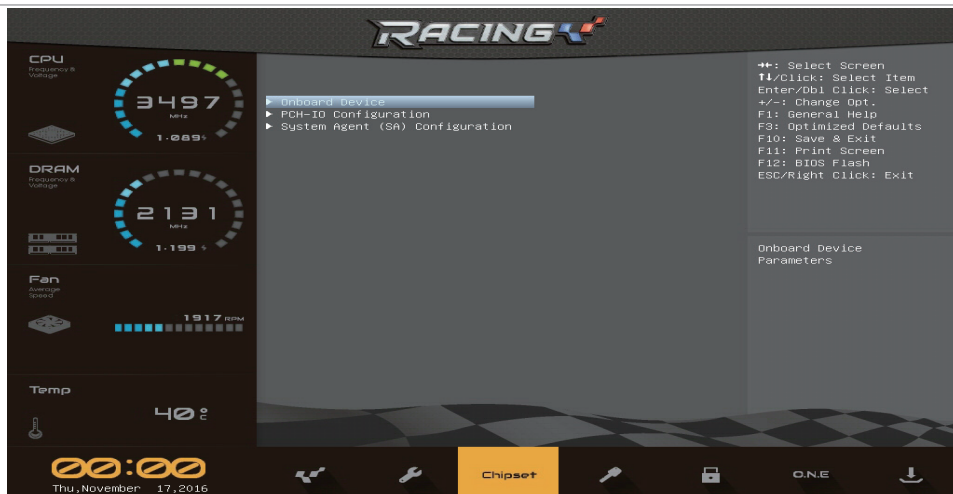 RACING
CPU
Frequency &
Voltage
3497
MHz
1.089
DRAM
Frequency &
Voltage
2131
MHz
1.199
Fan
Average
Speed
1917 RPM
Temp
40 °C
▶ Onboard Device
▶ PCH-IO Configuration
▶ System Agent (SA) Configuration
→←: Select Screen
↑↓/Click: Select Item
Enter/Dbl Click: Select
+/-: Change Opt.
F1: General Help
F3: Optimized Defaults
F10: Save & Exit
F11: Print Screen
F12: BIOS Flash
ESC/Right Click: Exit
Onboard Device
Parameters
00:00
Thu,November 17,2016
Chipset
O.N.E